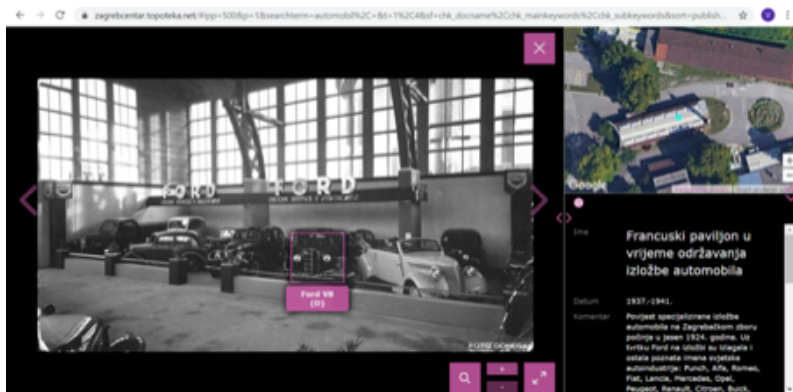 zagrebcentar.topoteka.net/#ipp=500&p=1&searchterm=automobil%2C+&t=1%2C4&sf=chk_docname%2Cchk_mainkeywords%2Cchk_subkeywords&sort=publish...
V
FORD FORD
Ford V8
(D)
Google
Ime
Francuski paviljon u
vrijeme održavanja
izložbe automobila
Datum
1937.-1941.
Komentar
Povijest specijalizirane izložbe
automobila na Zagrebačkom zboru
počinje u jesen 1924. godine. Uz
tvrtku Ford na izložbi su izlagala i
ostala poznata imena svjetske
autoindustrije: Punch, Alfa, Romeo,
Fiat, Lancia, Mercedes, Opel,
Peugeot, Renault, Citroen, Buick,